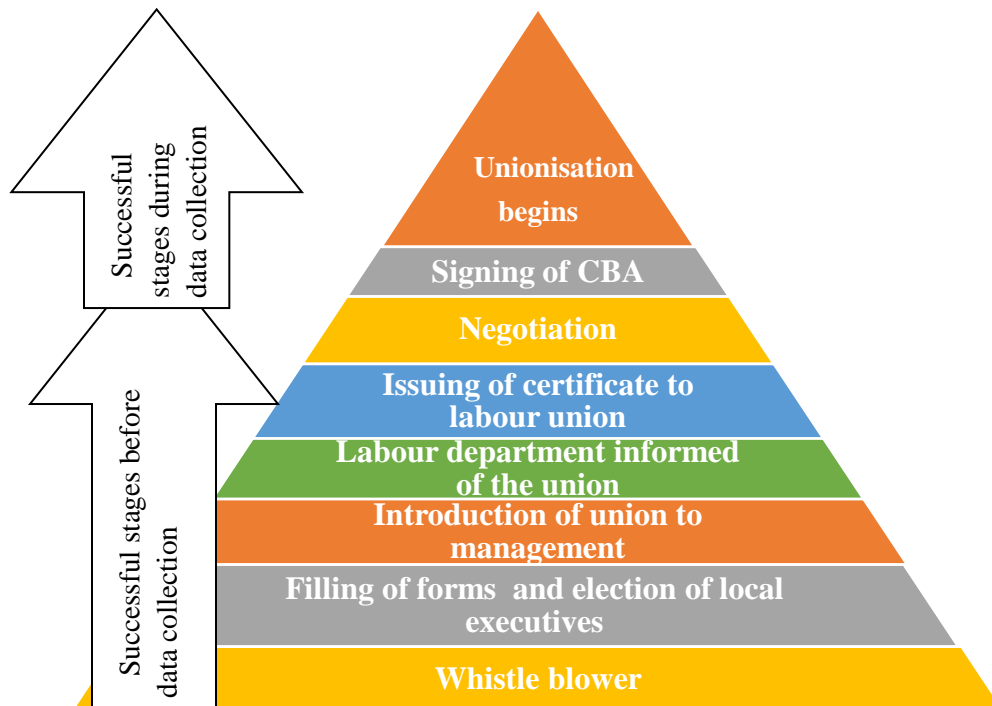 Successful
stages during
data collection
Successful stages before
data collection
Unionisation
begins
Signing of CBA
Negotiation
Issuing of certificate to
labour union
Labour department informed
of the union
Introduction of union to
management
Filling of forms and election of local
executives
Whistle blower